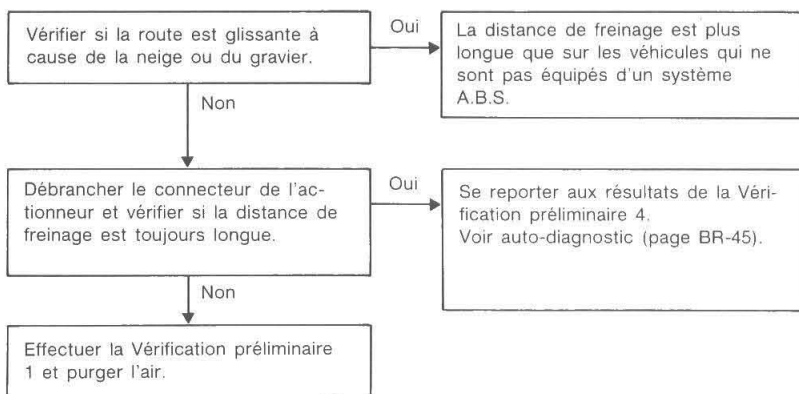 Vérifier si la route est glissante à
cause de la neige ou du gravier.
Oui
La distance de freinage est plus
longue que sur les véhicules qui ne
sont pas équipés d'un système
A.B.S.
Non
Débrancher le connecteur de l'ac-
tionneur et vérifier si la distance de
freinage est toujours longue.
Oui
Se reporter aux résultats de la Véri-
fication préliminaire 4.
Voir auto-diagnostic (page BR-45).
Non
Effectuer la Vérification préliminaire
1 et purger l'air.